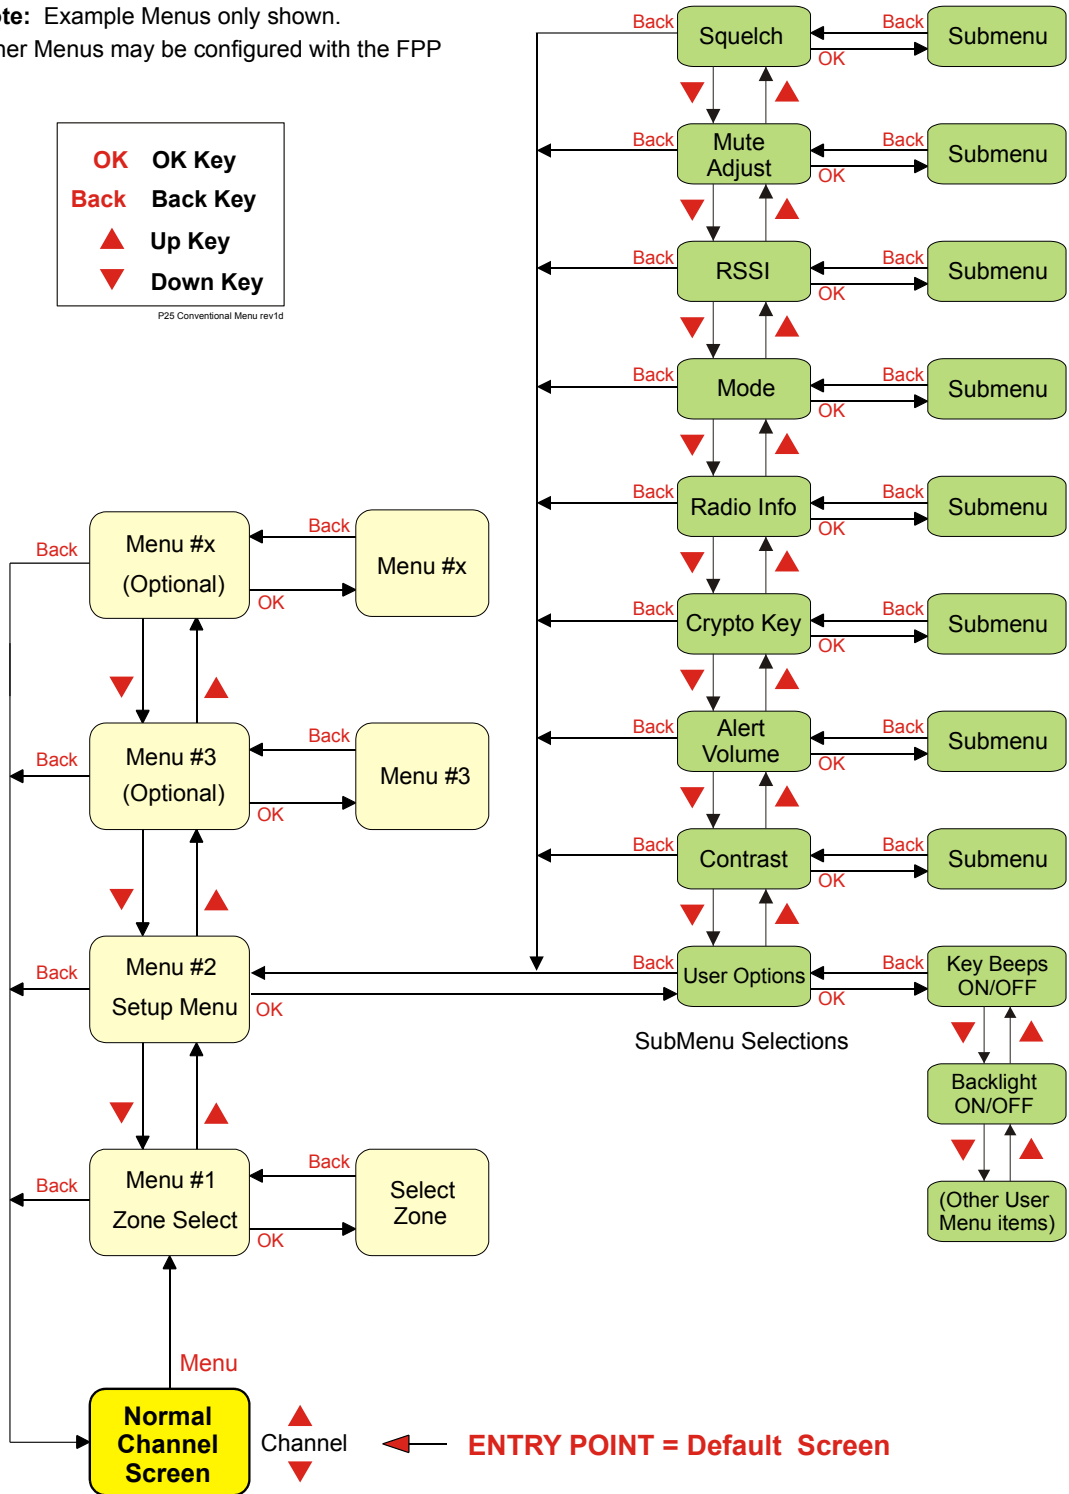 Note: Example Menus only shown.
Other Menus may be configured with the FPP
OK OK Key
Back Back Key
Up Key
Down Key
P25 Conventional Menu rev1d
Back
Squelch
Back
OK
Submenu
Back
Mute
Adjust
Back
OK
Submenu
Back
RSSI
Back
OK
Submenu
Back
Mode
Back
OK
Submenu
Back
Radio Info
Back
OK
Submenu
Back
Crypto Key
Back
OK
Submenu
Back
Alert
Volume
Back
OK
Submenu
Back
Contrast
Back
OK
Submenu
Back
User Options
Back
OK
Key Beeps
ON/OFF
SubMenu Selections
Backlight
ON/OFF
(Other User
Menu items)
Back
Menu #x
(Optional)
Back
OK
Menu #x
Back
Menu #3
(Optional)
Back
OK
Menu #3
Back
Menu #2
Setup Menu
OK
Back
Menu #1
Zone Select
Back
OK
Select
Zone
Menu
Normal
Channel
Screen
Channel
ENTRY POINT = Default Screen